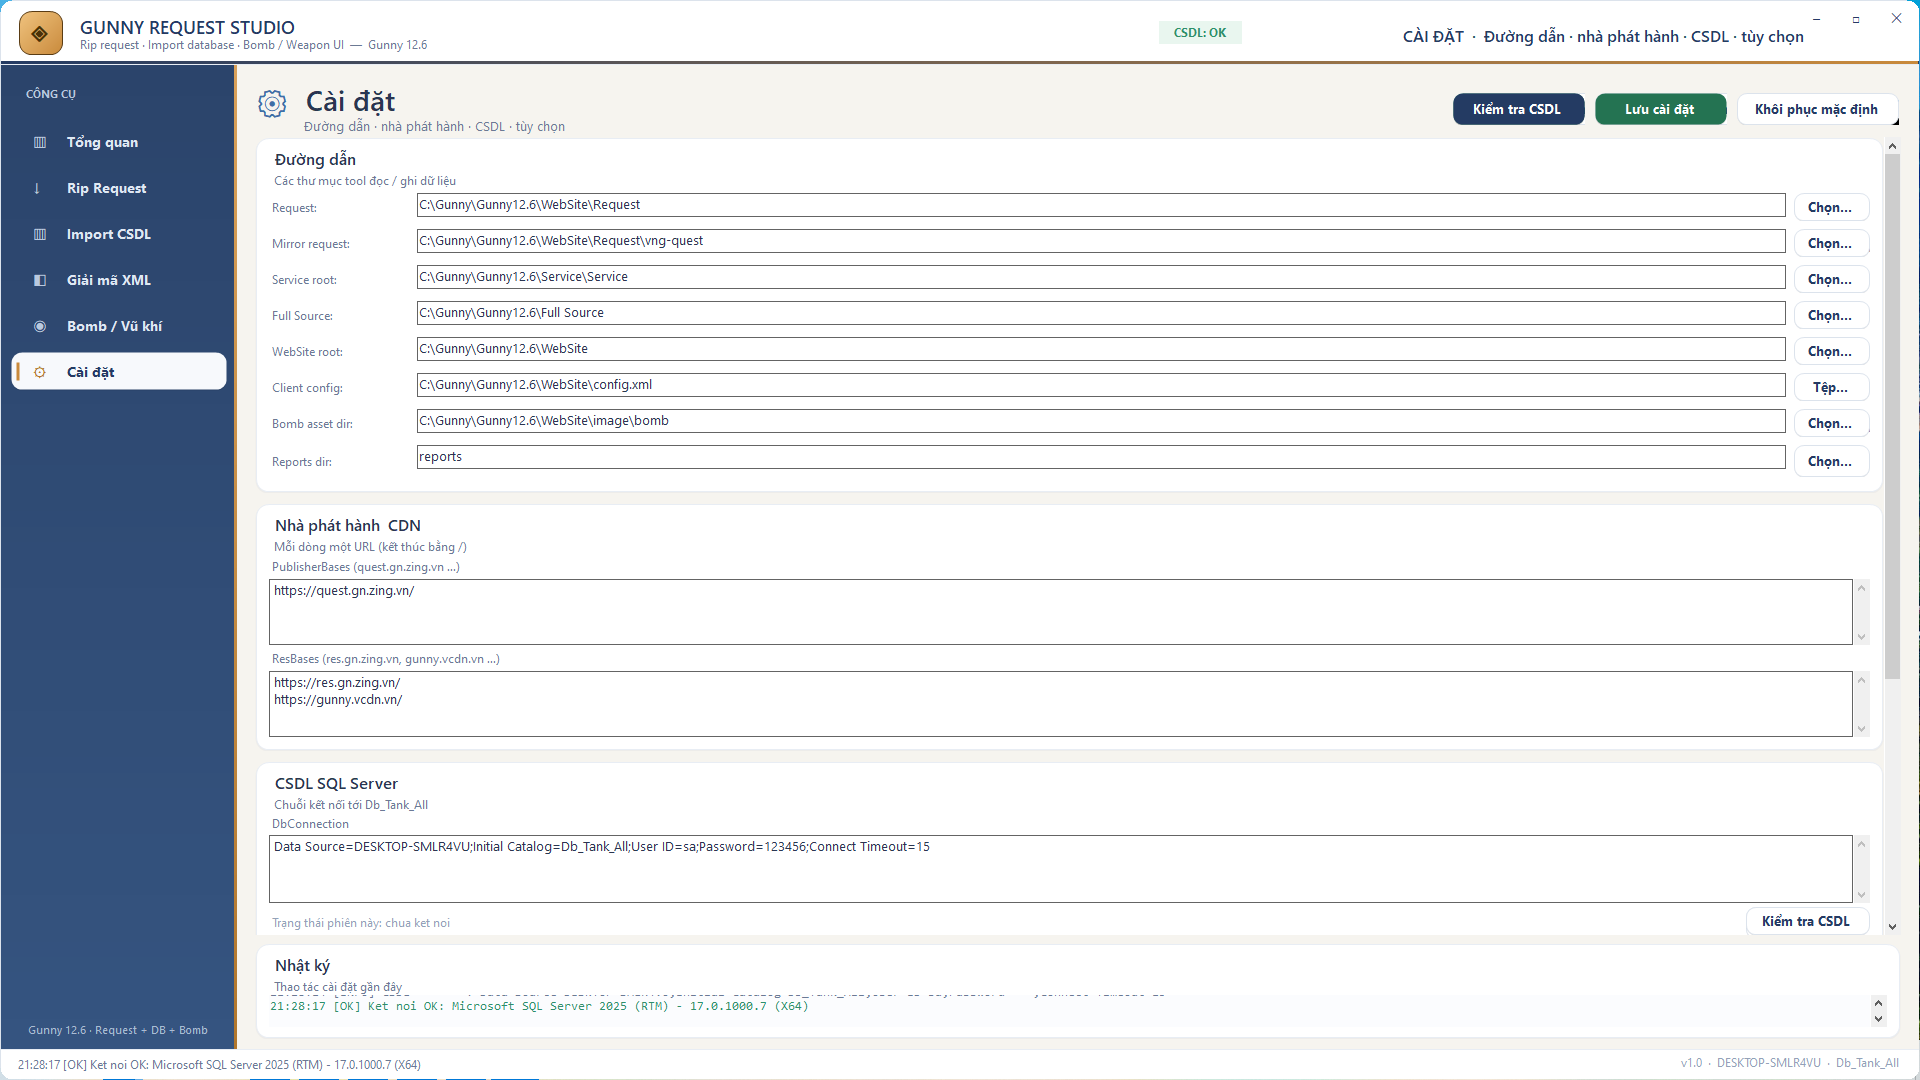 GUNNY REQUEST STUDIO
Rip request · Import database · Bomb / Weapon UI — Gunny 12.6
CSDL: OK
CÀI ĐẶT · Đường dẫn · nhà phát hành · CSDL · tùy chọn
CÔNG CỤ
Tổng quan
Rip Request
Import CSDL
Giải mã XML
Bomb / Vũ khí
Cài đặt
Gunny 12.6 · Request + DB + Bomb
Cài đặt
Đường dẫn · nhà phát hành · CSDL · tùy chọn
Kiểm tra CSDL
Lưu cài đặt
Khôi phục mặc định
Đường dẫn
Các thư mục tool đọc / ghi dữ liệu
Request: C:\Gunny\Gunny12.6\WebSite\Request Chọn...
Mirror request: C:\Gunny\Gunny12.6\WebSite\Request\vng-quest Chọn...
Service root: C:\Gunny\Gunny12.6\Service\Service Chọn...
Full Source: C:\Gunny\Gunny12.6\Full Source Chọn...
WebSite root: C:\Gunny\Gunny12.6\WebSite Chọn...
Client config: C:\Gunny\Gunny12.6\WebSite\config.xml Tệp...
Bomb asset dir: C:\Gunny\Gunny12.6\WebSite\image\bomb Chọn...
Reports dir: reports Chọn...
Nhà phát hành CDN
Mỗi dòng một URL (kết thúc bằng /)
PublisherBases (quest.gn.zing.vn ...)
https://quest.gn.zing.vn/
ResBases (res.gn.zing.vn, gunny.vcdn.vn ...)
https://res.gn.zing.vn/
https://gunny.vcdn.vn/
CSDL SQL Server
Chuỗi kết nối tới Db_Tank_All
DbConnection
Data Source=DESKTOP-SMLR4VU;Initial Catalog=Db_Tank_All;User ID=sa;Password=123456;Connect Timeout=15
Trạng thái phiên này: chua ket noi
Kiểm tra CSDL
Nhật ký
Thao tác cài đặt gần đây
21:28:17 [OK] Ket noi OK: Microsoft SQL Server 2025 (RTM) - 17.0.1000.7 (X64)
21:28:17 [OK] Ket noi OK: Microsoft SQL Server 2025 (RTM) - 17.0.1000.7 (X64)
v1.0 · DESKTOP-SMLR4VU · Db_Tank_All